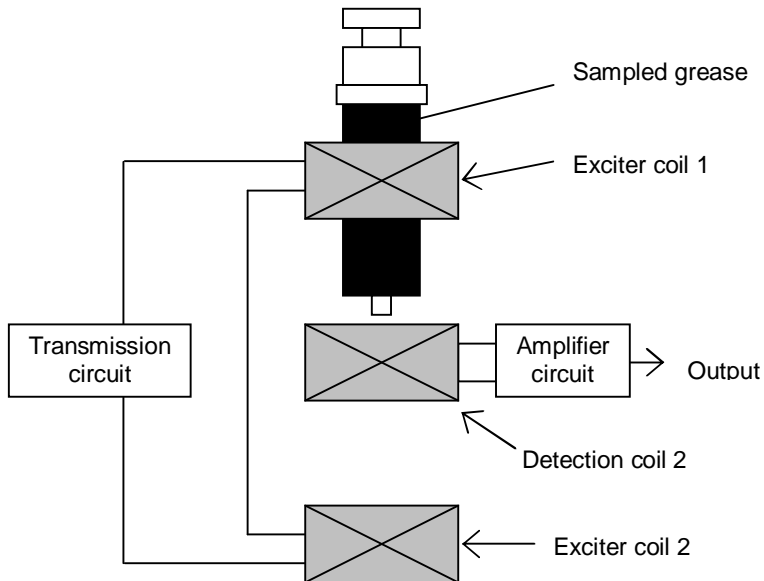 Sampled grease
Exciter coil 1
Transmission
circuit
Amplifier
circuit
Output
Detection coil 2
Exciter coil 2